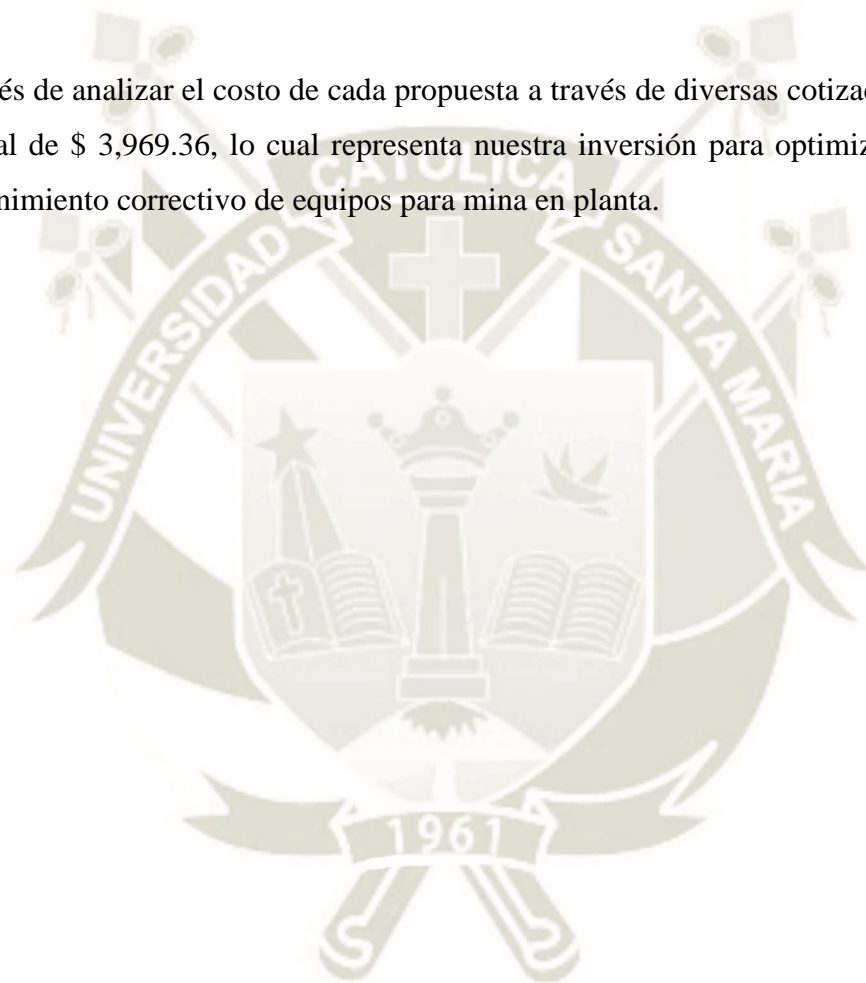 és de analizar el costo de cada propuesta a través de diversas cotizac
al de $ 3,969.36, lo cual representa nuestra inversión para optimiz
nimiento correctivo de equipos para mina en planta.
UNIVERSIDAD CATOLICA SANTA MARIA
1961